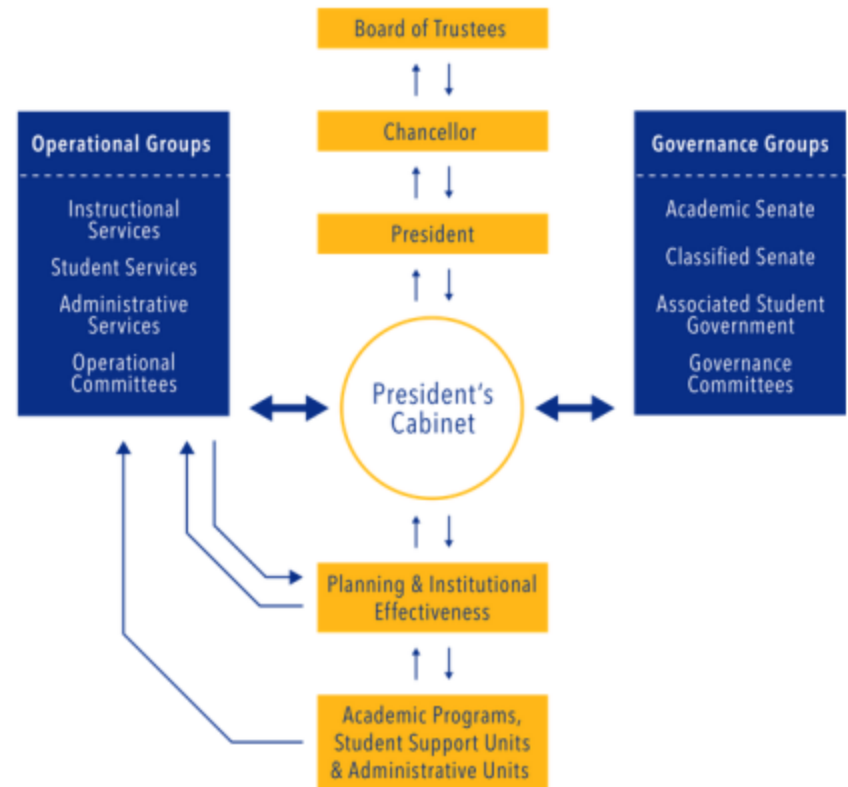 Board of Trustees
Chancellor
President
Operational Groups
Instructional
Services
Student Services
Administrative
Services
Operational
Committees
President's
Cabinet
Governance Groups
Academic Senate
Classified Senate
Associated Student
Government
Governance
Committees
Planning & Institutional
Effectiveness
Academic Programs,
Student Support Units
& Administrative Units